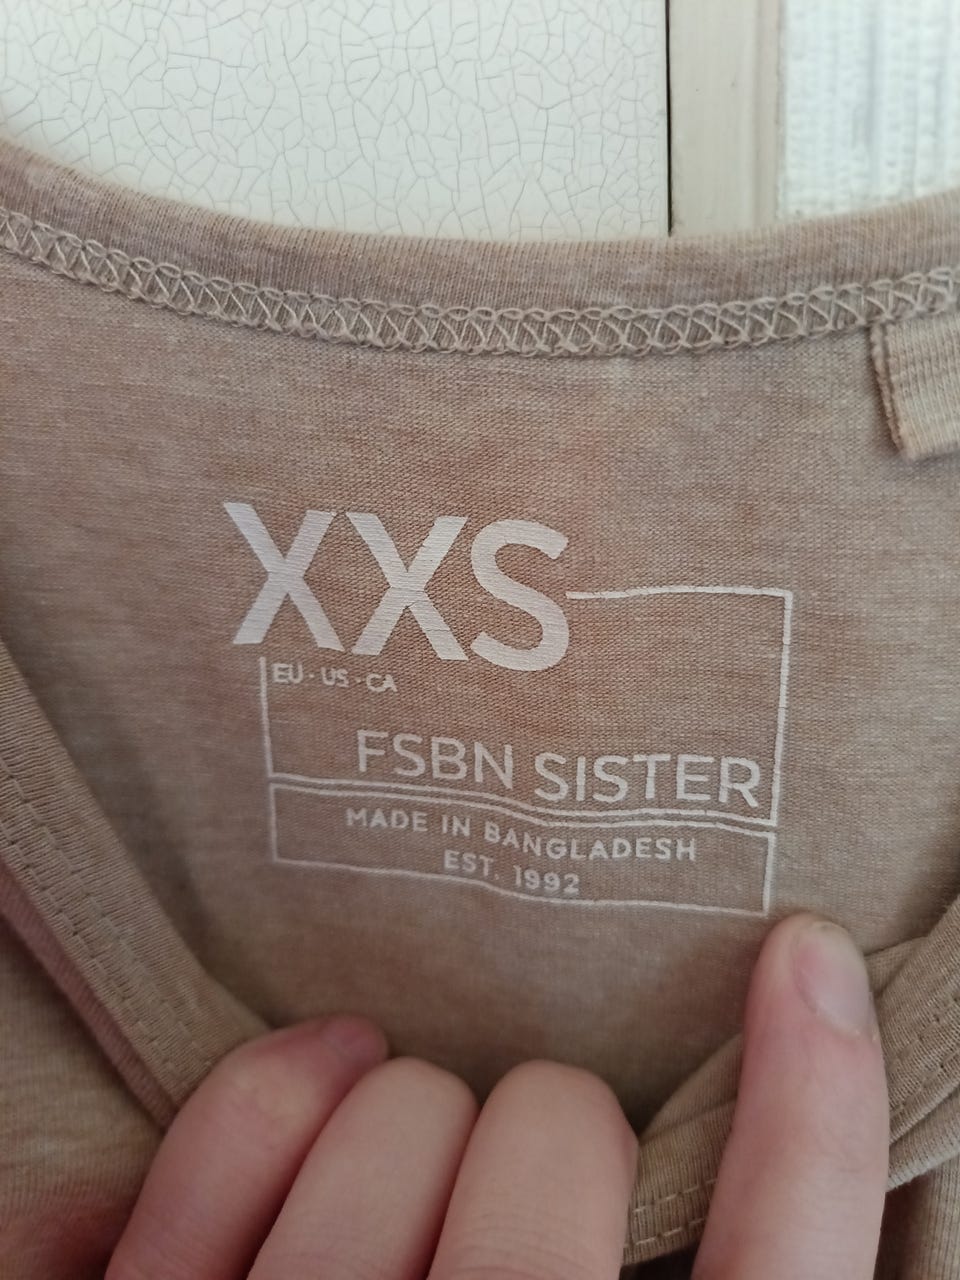 XXS
EU · US · CA
FSBN SISTER
MADE IN BANGLADESH
EST. 1992